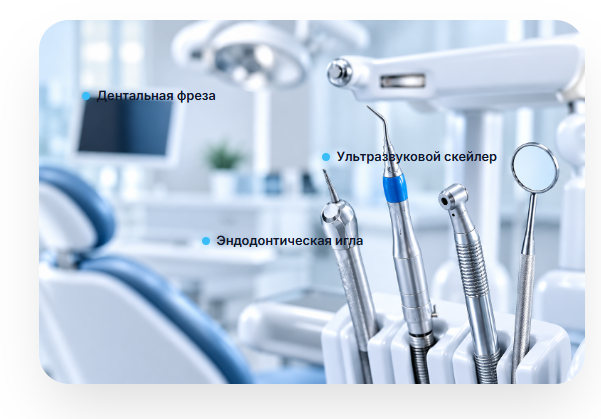 Дентальная фреза
Ультразвуковой скейлер
Эндодонтическая игла